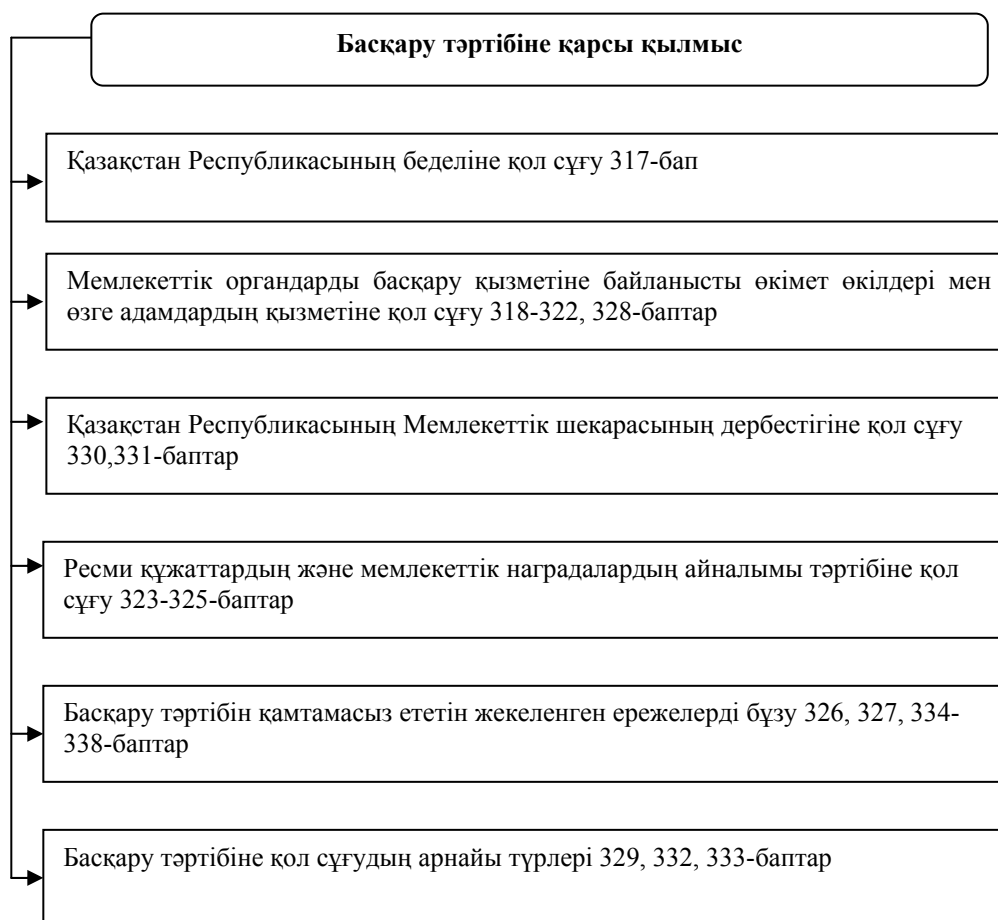 Басқару тәртібіне қарсы қылмыс
Қазақстан Республикасының беделіне қол сұғу 317-бап
Мемлекеттік органдарды басқару қызметіне байланысты өкімет өкілдері мен
өзге адамдардың қызметіне қол сұғу 318-322, 328-баптар
Қазақстан Республикасының Мемлекеттік шекарасының дербестігіне қол сұғу
330,331-баптар
Ресми құжаттардың және мемлекеттік наградалардың айналымы тәртібіне қол
сұғу 323-325-баптар
Басқару тәртібін қамтамасыз ететін жекеленген ережелерді бұзу 326, 327, 334-
338-баптар
Басқару тәртібіне қол сұғудың арнайы түрлері 329, 332, 333-баптар